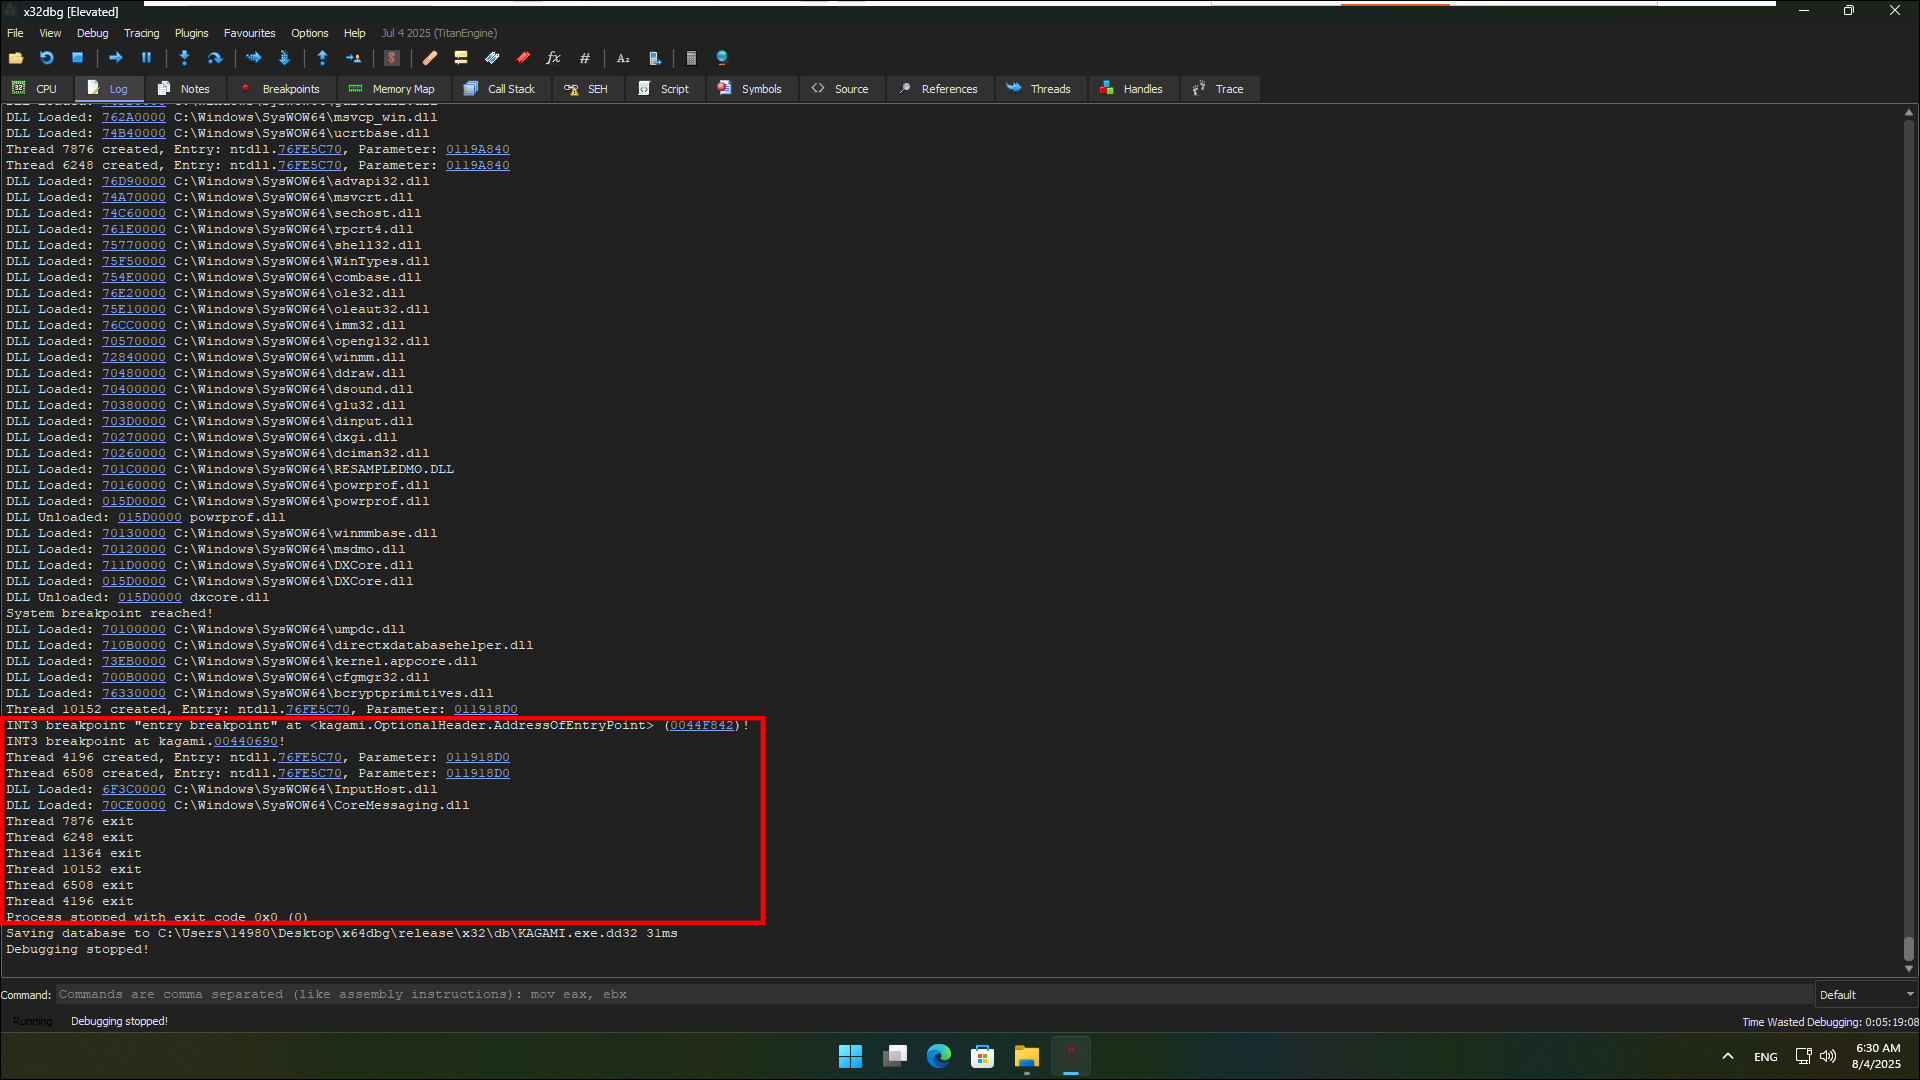 x32dbg [Elevated]
File View Debug Tracing Plugins Favourites Options Help Jul 4 2025 (TitanEngine)
CPU Log Notes Breakpoints Memory Map Call Stack SEH Script Symbols Source References Threads Handles Trace
DLL Loaded: 762A0000 C:\Windows\SysWOW64\msvcp_win.dll
DLL Loaded: 74B40000 C:\Windows\SysWOW64\ucrtbase.dll
Thread 7876 created, Entry: ntdll.76FE5C70, Parameter: 0119A840
Thread 6248 created, Entry: ntdll.76FE5C70, Parameter: 0119A840
DLL Loaded: 76D90000 C:\Windows\SysWOW64\advapi32.dll
DLL Loaded: 74A70000 C:\Windows\SysWOW64\msvcrt.dll
DLL Loaded: 74C60000 C:\Windows\SysWOW64\sechost.dll
DLL Loaded: 761E0000 C:\Windows\SysWOW64\rpcrt4.dll
DLL Loaded: 75770000 C:\Windows\SysWOW64\shell32.dll
DLL Loaded: 75F50000 C:\Windows\SysWOW64\WinTypes.dll
DLL Loaded: 754E0000 C:\Windows\SysWOW64\combase.dll
DLL Loaded: 76E20000 C:\Windows\SysWOW64\ole32.dll
DLL Loaded: 75E10000 C:\Windows\SysWOW64\oleaut32.dll
DLL Loaded: 76CC0000 C:\Windows\SysWOW64\imm32.dll
DLL Loaded: 70570000 C:\Windows\SysWOW64\opengl32.dll
DLL Loaded: 72840000 C:\Windows\SysWOW64\winmm.dll
DLL Loaded: 70480000 C:\Windows\SysWOW64\ddraw.dll
DLL Loaded: 70400000 C:\Windows\SysWOW64\dsound.dll
DLL Loaded: 70380000 C:\Windows\SysWOW64\glu32.dll
DLL Loaded: 703D0000 C:\Windows\SysWOW64\dinput.dll
DLL Loaded: 70270000 C:\Windows\SysWOW64\dxgi.dll
DLL Loaded: 70260000 C:\Windows\SysWOW64\dciman32.dll
DLL Loaded: 701C0000 C:\Windows\SysWOW64\RESAMPLEDMO.DLL
DLL Loaded: 70160000 C:\Windows\SysWOW64\powrprof.dll
DLL Loaded: 015D0000 C:\Windows\SysWOW64\powrprof.dll
DLL Unloaded: 015D0000 powrprof.dll
DLL Loaded: 70130000 C:\Windows\SysWOW64\winmmbase.dll
DLL Loaded: 70120000 C:\Windows\SysWOW64\msdmo.dll
DLL Loaded: 711D0000 C:\Windows\SysWOW64\DXCore.dll
DLL Loaded: 015D0000 C:\Windows\SysWOW64\DXCore.dll
DLL Unloaded: 015D0000 dxcore.dll
System breakpoint reached!
DLL Loaded: 70100000 C:\Windows\SysWOW64\umpdc.dll
DLL Loaded: 710B0000 C:\Windows\SysWOW64\directxdatabasehelper.dll
DLL Loaded: 73EB0000 C:\Windows\SysWOW64\kernel.appcore.dll
DLL Loaded: 700B0000 C:\Windows\SysWOW64\cfgmgr32.dll
DLL Loaded: 76330000 C:\Windows\SysWOW64\bcryptprimitives.dll
Thread 10152 created, Entry: ntdll.76FE5C70, Parameter: 011918D0
INT3 breakpoint "entry breakpoint" at <kagami.OptionalHeader.AddressOfEntryPoint> (0044F842)!
INT3 breakpoint at kagami.00440690!
Thread 4196 created, Entry: ntdll.76FE5C70, Parameter: 011918D0
Thread 6508 created, Entry: ntdll.76FE5C70, Parameter: 011918D0
DLL Loaded: 6F3C0000 C:\Windows\SysWOW64\InputHost.dll
DLL Loaded: 70CE0000 C:\Windows\SysWOW64\CoreMessaging.dll
Thread 7876 exit
Thread 6248 exit
Thread 11364 exit
Thread 10152 exit
Thread 6508 exit
Thread 4196 exit
Process stopped with exit code 0x0 (0)
Saving database to C:\Users\14980\Desktop\x64dbg\release\x32\db\KAGAMI.exe.dd32 31ms
Debugging stopped!
Command: Commands are comma separated (like assembly instructions): mov eax, ebx Default
Running Debugging stopped! Time Wasted Debugging: 0:05:19:08
ENG 6:30 AM
8/4/2025